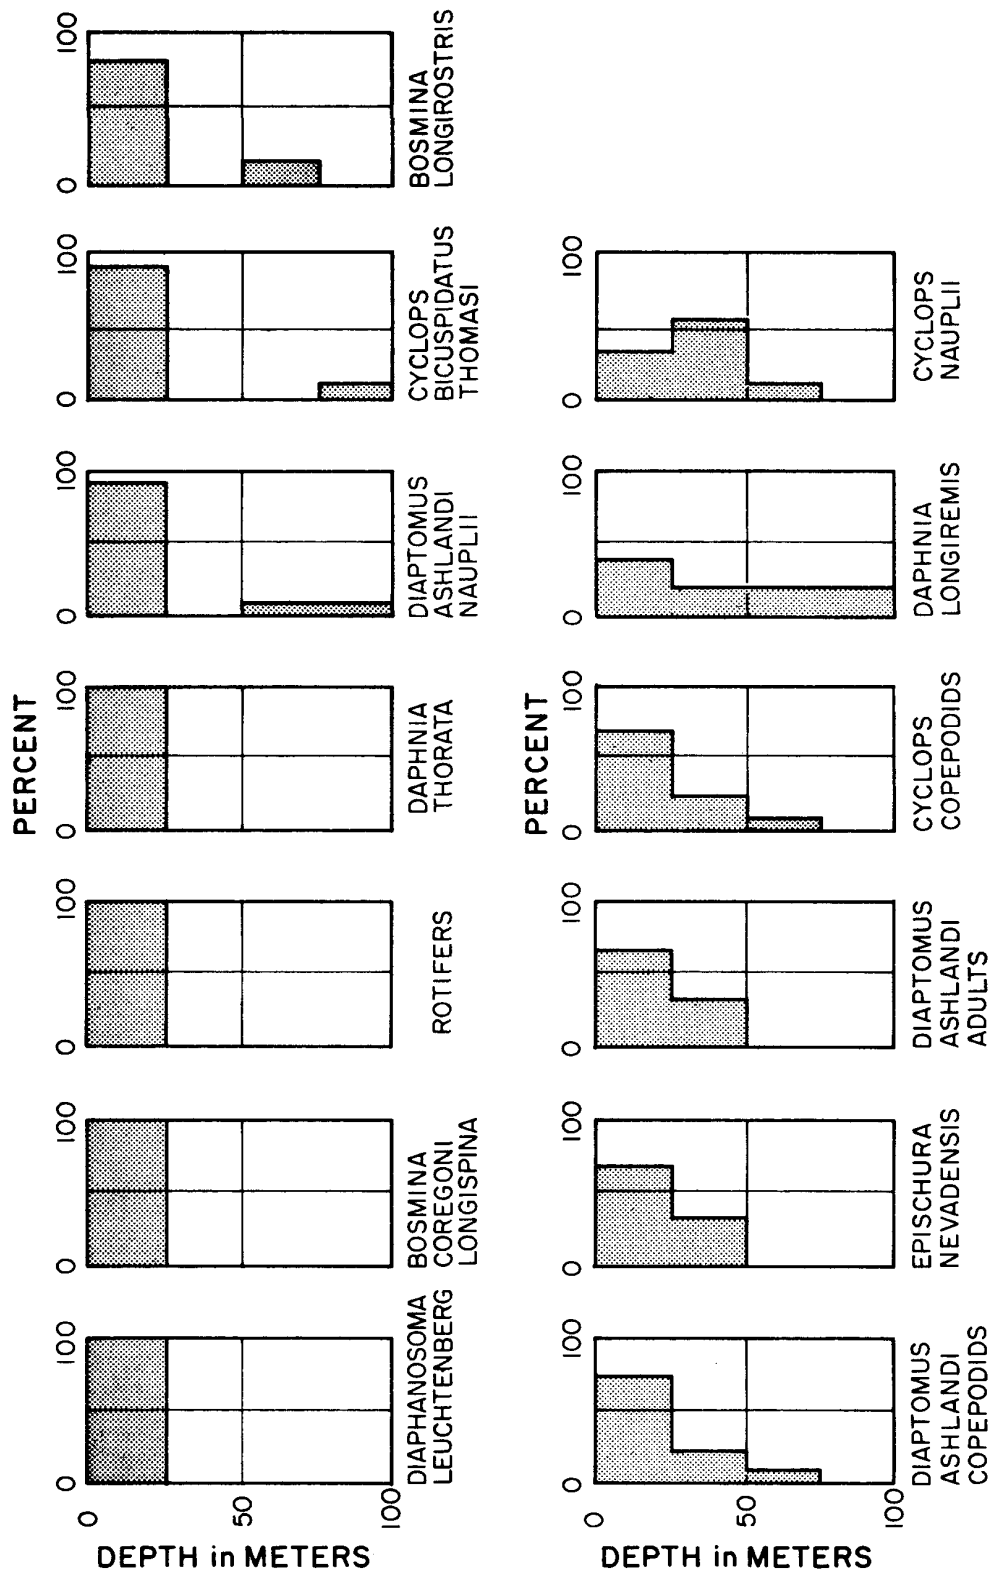 PERCENT
0 100 0 100 0 100 0 100 0 100 0 100 0 100
0
50
100
DEPTH in METERS
DIAPHANOSOMA
LEUCHTENBERG
BOSMINA
COREGONI
LONGISPINA
ROTIFERS
DAPHNIA
THORATA
DIAPTOMUS
ASHLANDI
NAUPLII
CYCLOPS
BICUSPIDATUS
THOMASI
BOSMINA
LONGIROSTRIS
PERCENT
0 100 0 100 0 100 0 100 0 100 0 100
0
50
100
DEPTH in METERS
DIAPTOMUS
ASHLANDI
COPEPODIDS
EPISCHURA
NEVADENSIS
DIAPTOMUS
ASHLANDI
ADULTS
CYCLOPS
COPEPODIDS
DAPHNIA
LONGIREMIS
CYCLOPS
NAUPLII